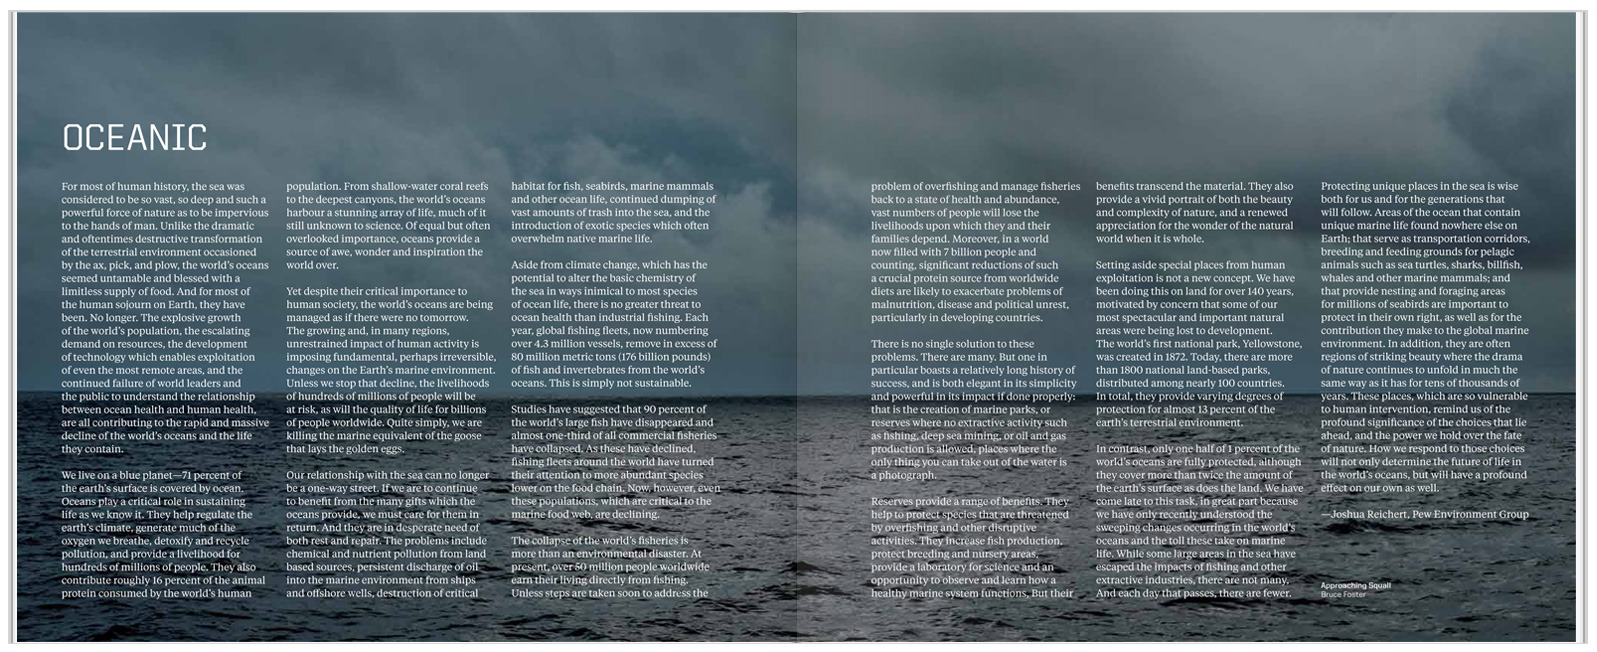 OCEANIC
For most of human history, the sea was
considered to be so vast, so deep and such a
powerful force of nature as to be impervious
to the hands of man. Unlike the dramatic
and oftentimes destructive transformation
of the terrestrial environment occasioned
by the ax, pick, and plow, the world's oceans
seemed untamable and blessed with a
limitless supply of food. And for most of
the human sojourn on Earth, they have
been. No longer. The explosive growth
of the world's population, the escalating
demand on resources, the development
of technology which enables exploitation
of even the most remote areas, and the
continued failure of world leaders and
the public to understand the relationship
between ocean health and human health,
are all contributing to the rapid and massive
decline of the world's oceans and the life
they contain.
We live on a blue planet—71 percent of
the earth's surface is covered by ocean.
Oceans play a critical role in sustaining
life as we know it. They help regulate the
earth's climate, generate much of the
oxygen we breathe, detoxify and recycle
pollution, and provide a livelihood for
hundreds of millions of people. They also
contribute roughly 16 percent of the animal
protein consumed by the world's human
population. From shallow-water coral reefs
to the deepest canyons, the world's oceans
harbour a stunning array of life, much of it
still unknown to science. Of equal but often
overlooked importance, oceans provide a
source of awe, wonder and inspiration the
world over.
Yet despite their critical importance to
human society, the world's oceans are being
managed as if there were no tomorrow.
The growing and, in many regions,
unrestrained impact of human activity is
imposing fundamental, perhaps irreversible,
changes on the Earth's marine environment.
Unless we stop that decline, the livelihoods
of hundreds of millions of people will be
at risk, as will the quality of life for billions
of people worldwide. Quite simply, we are
killing the marine equivalent of the goose
that lays the golden eggs.
Our relationship with the sea can no longer
be a one-way street. If we are to continue
to benefit from the many gifts which the
oceans provide, we must care for them in
return. And they are in desperate need of
both rest and repair. The problems include
chemical and nutrient pollution from land
based sources, persistent discharge of oil
into the marine environment from ships
and offshore wells, destruction of critical
habitat for fish, seabirds, marine mammals
and other ocean life, continued dumping of
vast amounts of trash into the sea, and the
introduction of exotic species which often
overwhelm native marine life.
Aside from climate change, which has the
potential to alter the basic chemistry of
the sea in ways inimical to most species
of ocean life, there is no greater threat to
ocean health than industrial fishing. Each
year, global fishing fleets, now numbering
over 4.3 million vessels, remove in excess of
80 million metric tons (176 billion pounds)
of fish and invertebrates from the world's
oceans. This is simply not sustainable.
Studies have suggested that 90 percent of
the world's large fish have disappeared and
almost one-third of all commercial fisheries
have collapsed. As these have declined,
fishing fleets around the world have turned
their attention to more abundant species
lower on the food chain. Now, however, even
these populations, which are critical to the
marine food web, are declining.
The collapse of the world's fisheries is
more than an environmental disaster. At
present, over 50 million people worldwide
earn their living directly from fishing.
Unless steps are taken soon to address the
problem of overfishing and manage fisheries
back to a state of health and abundance,
vast numbers of people will lose the
livelihoods upon which they and their
families depend. Moreover, in a world
now filled with 7 billion people and
counting, significant reductions of such
a crucial protein source from worldwide
diets are likely to exacerbate problems of
malnutrition, disease and political unrest,
particularly in developing countries.
There is no single solution to these
problems. There are many. But one in
particular boasts a relatively long history of
success, and is both elegant in its simplicity
and powerful in its impact if done properly:
that is the creation of marine parks, or
reserves where no extractive activity such
as fishing, deep sea mining, or oil and gas
production is allowed, places where the
only thing you can take out of the water is
a photograph.
Reserves provide a range of benefits. They
help to protect species that are threatened
by overfishing and other disruptive
activities. They increase fish production,
protect breeding and nursery areas,
provide a laboratory for science and an
opportunity to observe and learn how a
healthy marine system functions, But their
benefits transcend the material. They also
provide a vivid portrait of both the beauty
and complexity of nature, and a renewed
appreciation for the wonder of the natural
world when it is whole.
Setting aside special places from human
exploitation is not a new concept. We have
been doing this on land for over 140 years,
motivated by concern that some of our
most spectacular and important natural
areas were being lost to development.
The world's first national park, Yellowstone,
was created in 1872. Today, there are more
than 1800 national land-based parks,
distributed among nearly 100 countries.
In total, they provide varying degrees of
protection for almost 13 percent of the
earth's terrestrial environment.
In contrast, only one half of 1 percent of the
world's oceans are fully protected, although
they cover more than twice the amount of
the earth's surface as does the land. We have
come late to this task, in great part because
we have only recently understood the
sweeping changes occurring in the world's
oceans and the toll these take on marine
life. While some large areas in the sea have
escaped the impacts of fishing and other
extractive industries, there are not many.
And each day that passes, there are fewer.
Protecting unique places in the sea is wise
both for us and for the generations that
will follow. Areas of the ocean that contain
unique marine life found nowhere else on
Earth; that serve as transportation corridors,
breeding and feeding grounds for pelagic
animals such as sea turtles, sharks, billfish,
whales and other marine mammals; and
that provide nesting and foraging areas
for millions of seabirds are important to
protect in their own right, as well as for the
contribution they make to the global marine
environment. In addition, they are often
regions of striking beauty where the drama
of nature continues to unfold in much the
same way as it has for tens of thousands of
years. These places, which are so vulnerable
to human intervention, remind us of the
profound significance of the choices that lie
ahead, and the power we hold over the fate
of nature. How we respond to those choices
will not only determine the future of life in
the world's oceans, but will have a profound
effect on our own as well.
—Joshua Reichert, Pew Environment Group
Approaching Squall
Bruce Foster